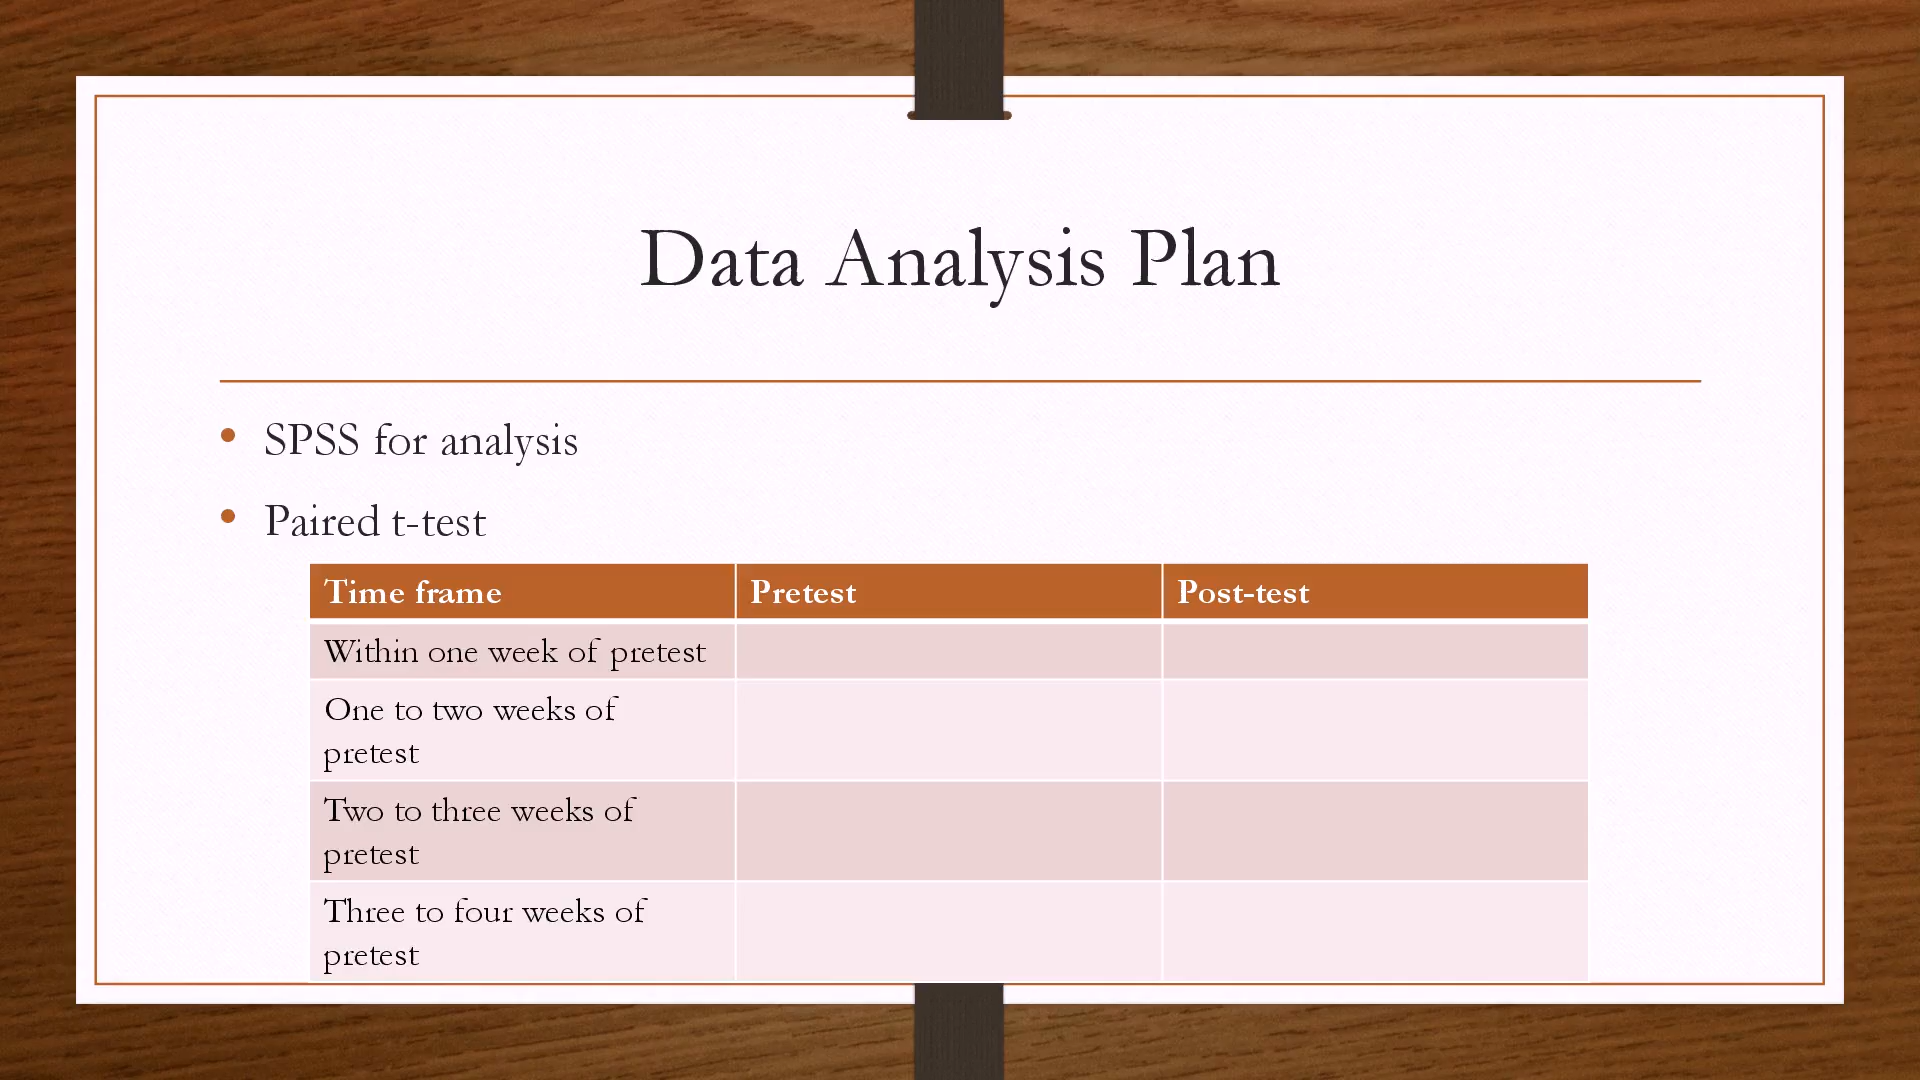 Data Analysis Plan
• SPSS for analysis
• Paired t-test
Time frame Pretest Post-test
Within one week of pretest
One to two weeks of
pretest
Two to three weeks of
pretest
Three to four weeks of
pretest